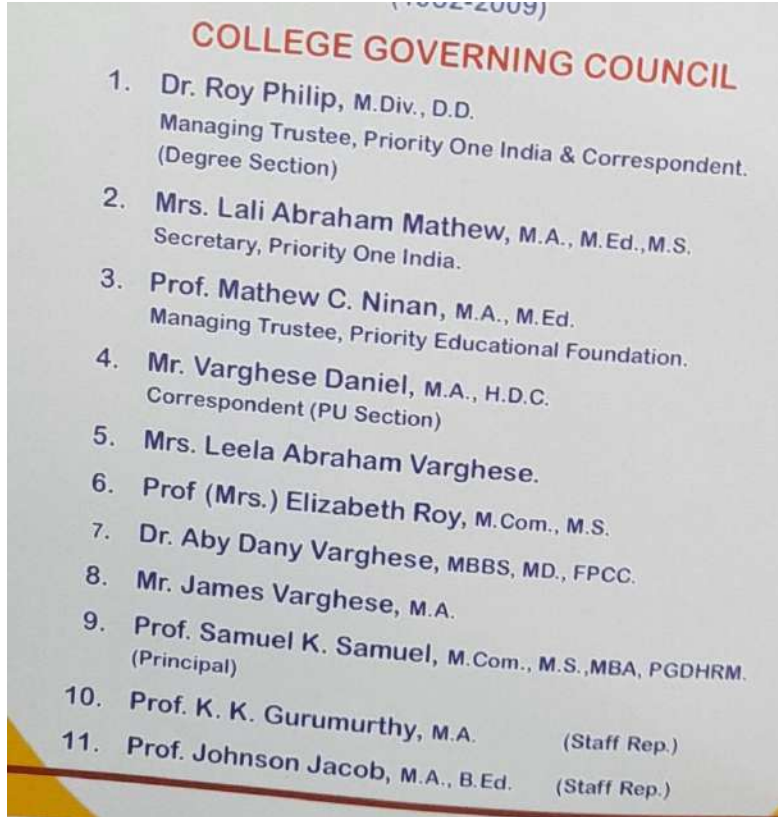 (1932-2009)
COLLEGE GOVERNING COUNCIL
1. Dr. Roy Philip, M.Div., D.D.
Managing Trustee, Priority One India & Correspondent.
(Degree Section)
2. Mrs. Lali Abraham Mathew, M.A., M.Ed.,M.S.
Secretary, Priority One India.
3. Prof. Mathew C. Ninan, M.A., M.Ed.
Managing Trustee, Priority Educational Foundation.
4. Mr. Varghese Daniel, M.A., H.D.C.
Correspondent (PU Section)
5. Mrs. Leela Abraham Varghese.
6. Prof (Mrs.) Elizabeth Roy, M.Com., M.S.
7. Dr. Aby Dany Varghese, MBBS, MD., FPCC.
8. Mr. James Varghese, M.A.
9. Prof. Samuel K. Samuel, M.Com., M.S.,MBA, PGDHRM.
(Principal)
10. Prof. K. K. Gurumurthy, M.A. (Staff Rep.)
11. Prof. Johnson Jacob, M.A., B.Ed. (Staff Rep.)